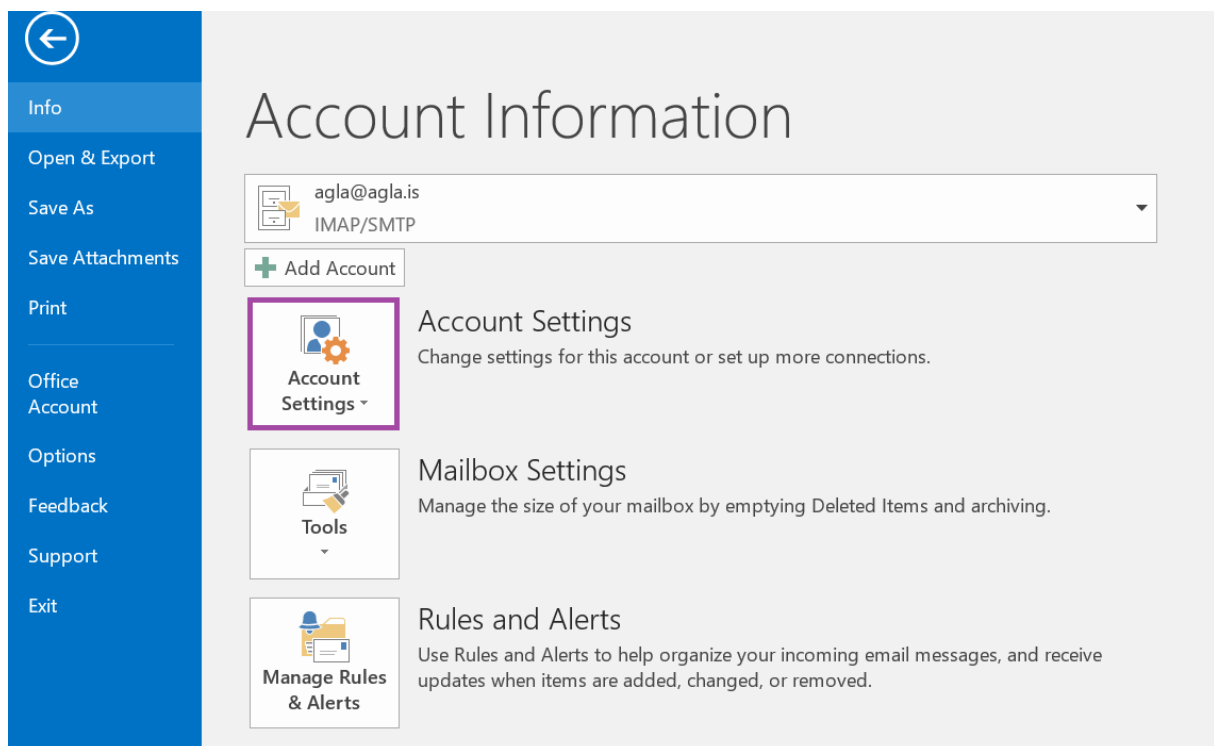 Info
Open & Export
Save As
Save Attachments
Print
Office
Account
Options
Feedback
Support
Exit
Account Information
agla@agla.is
IMAP/SMTP
Add Account
Account
Settings
Account Settings
Change settings for this account or set up more connections.
Tools
Mailbox Settings
Manage the size of your mailbox by emptying Deleted Items and archiving.
Manage Rules
& Alerts
Rules and Alerts
Use Rules and Alerts to help organize your incoming email messages, and receive
updates when items are added, changed, or removed.